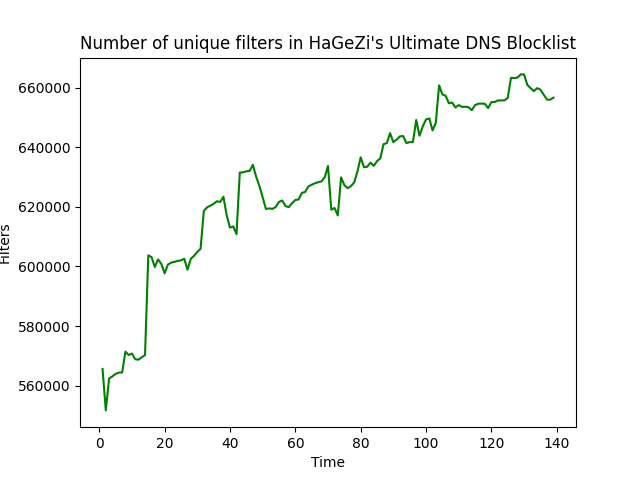 Number of unique filters in HaGeZi's Ultimate DNS Blocklist
660000
640000
620000
600000
580000
560000
Filters
0 20 40 60 80 100 120 140
Time